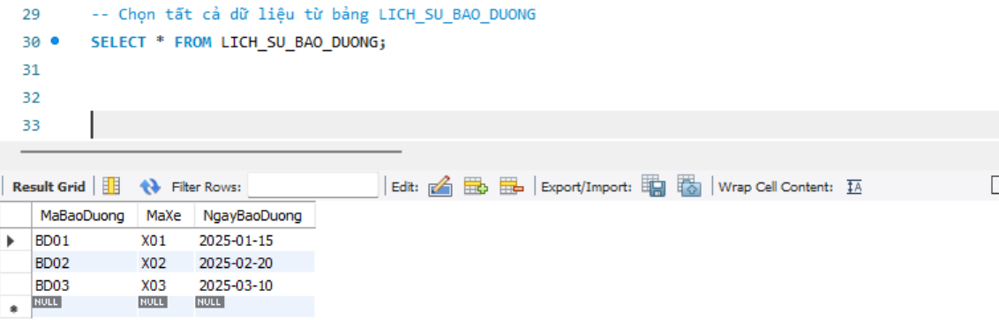 29 -- Chọn tất cả dữ liệu từ bảng LICH_SU_BAO_DUONG
30 SELECT * FROM LICH_SU_BAO_DUONG;
31
32
33
Result Grid Filter Rows: Edit: Export/Import: Wrap Cell Content: IA
MaBaoDuong MaXe NgayBaoDuong
BD01 X01 2025-01-15
BD02 X02 2025-02-20
BD03 X03 2025-03-10
NULL NULL NULL